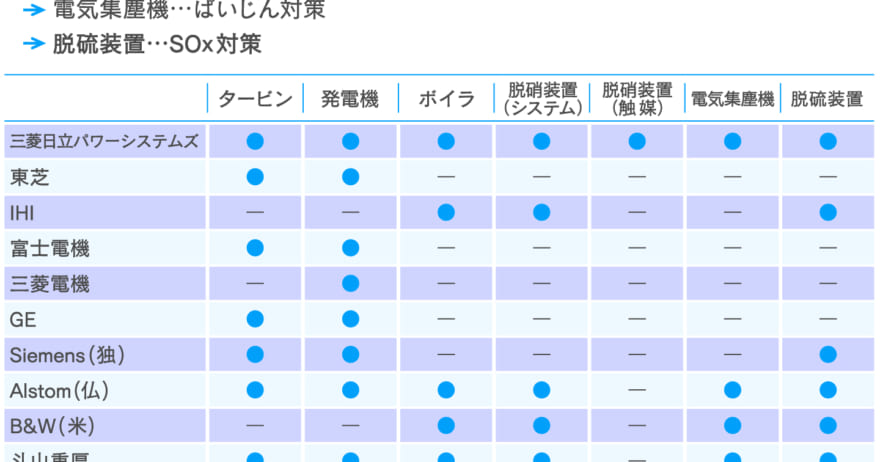 → 電気集塵機…ばいじん対策
→ 脱硫装置…SOx対策
タービン 発電機 ボイラ 脱硝装置（システム） 脱硝装置（触媒） 電気集塵機 脱硫装置
三菱日立パワーシステムズ ● ● ● ● ● ● ●
東芝 ● ● — — — — —
IHI — — ● ● — — ●
富士電機 ● ● — — — — —
三菱電機 — ● — — — — —
GE ● ● — — — — —
Siemens（独） ● ● — — — — ●
Alstom（仏） ● ● ● ● — ● ●
B&W（米） — — ● ● — ● ●
斗山重厚 ● ● ● ● — ● ●